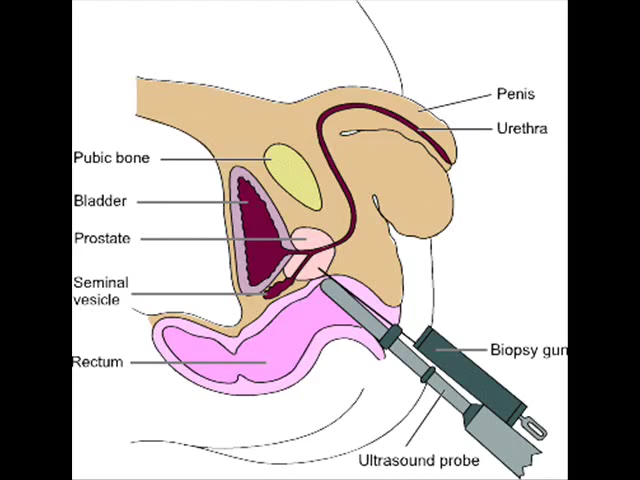 Penis
Urethra
Pubic bone
Bladder
Prostate
Seminal
vesicle
Biopsy gun
Rectum
Ultrasound probe